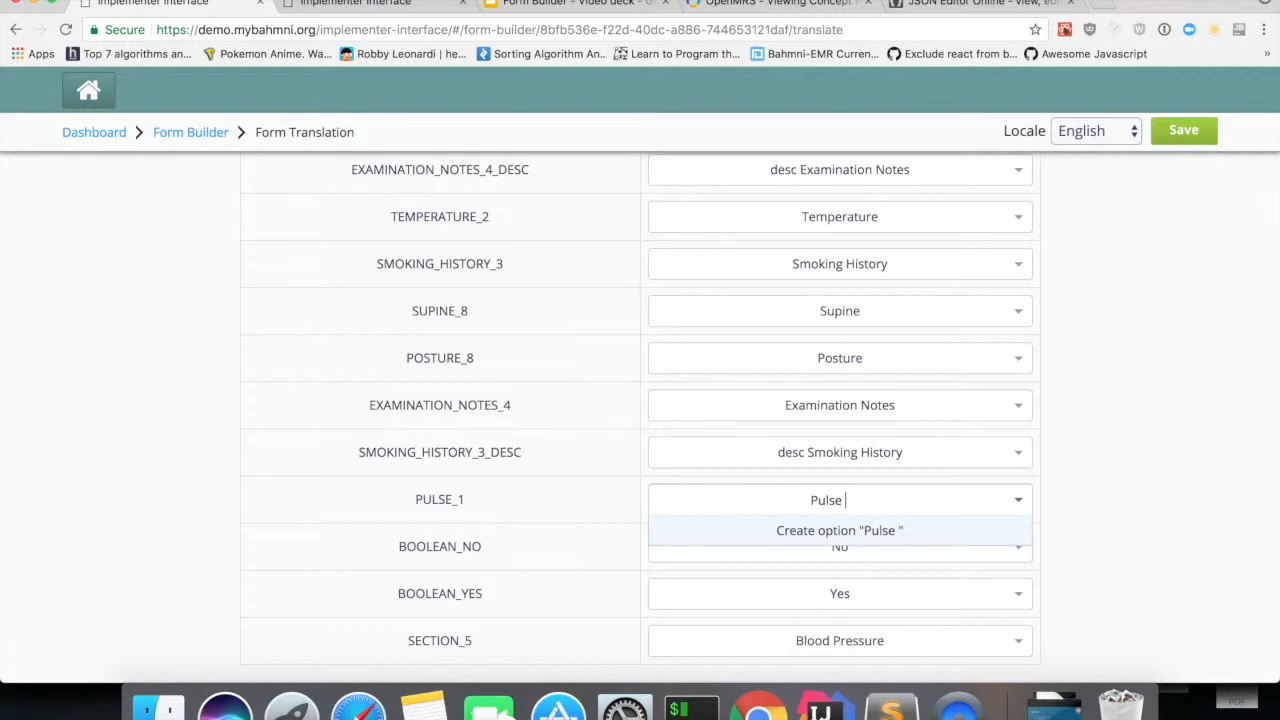 Implementer Interface
Implementer Interface
Form Builder - Video deck - G
OpenMRS - Viewing Concept
JSON Editor Online - view, edi
Secure
https://demo.mybahmni.org/implementer-interface/#/form-builder/8bfb536e-f22d-40dc-a886-744653121daf/translate
Apps
Top 7 algorithms an...
Pokemon Anime. Wa...
Robby Leonardi | he...
Sorting Algorithm An...
Learn to Program th...
Bahmni-EMR Curren...
Exclude react from b...
Awesome Javascript
»
Dashboard
Form Builder
Form Translation
Locale
English
Save
EXAMINATION_NOTES_4_DESC
desc Examination Notes
TEMPERATURE_2
Temperature
SMOKING_HISTORY_3
Smoking History
SUPINE_8
Supine
POSTURE_8
Posture
EXAMINATION_NOTES_4
Examination Notes
SMOKING_HISTORY_3_DESC
desc Smoking History
PULSE_1
Pulse
Create option "Pulse "
BOOLEAN_NO
No
BOOLEAN_YES
Yes
SECTION_5
Blood Pressure
PDF